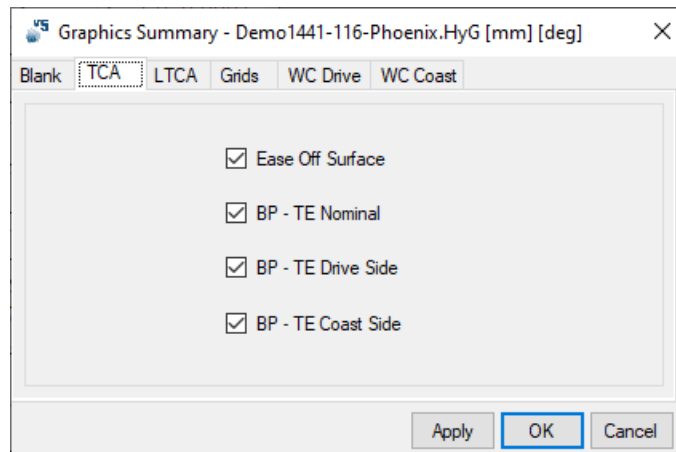 Graphics Summary - Demo1441-116-Phoenix.HyG [mm] [deg]
Blank TCA LTCA Grids WC Drive WC Coast
Ease Off Surface
BP - TE Nominal
BP - TE Drive Side
BP - TE Coast Side
Apply OK Cancel